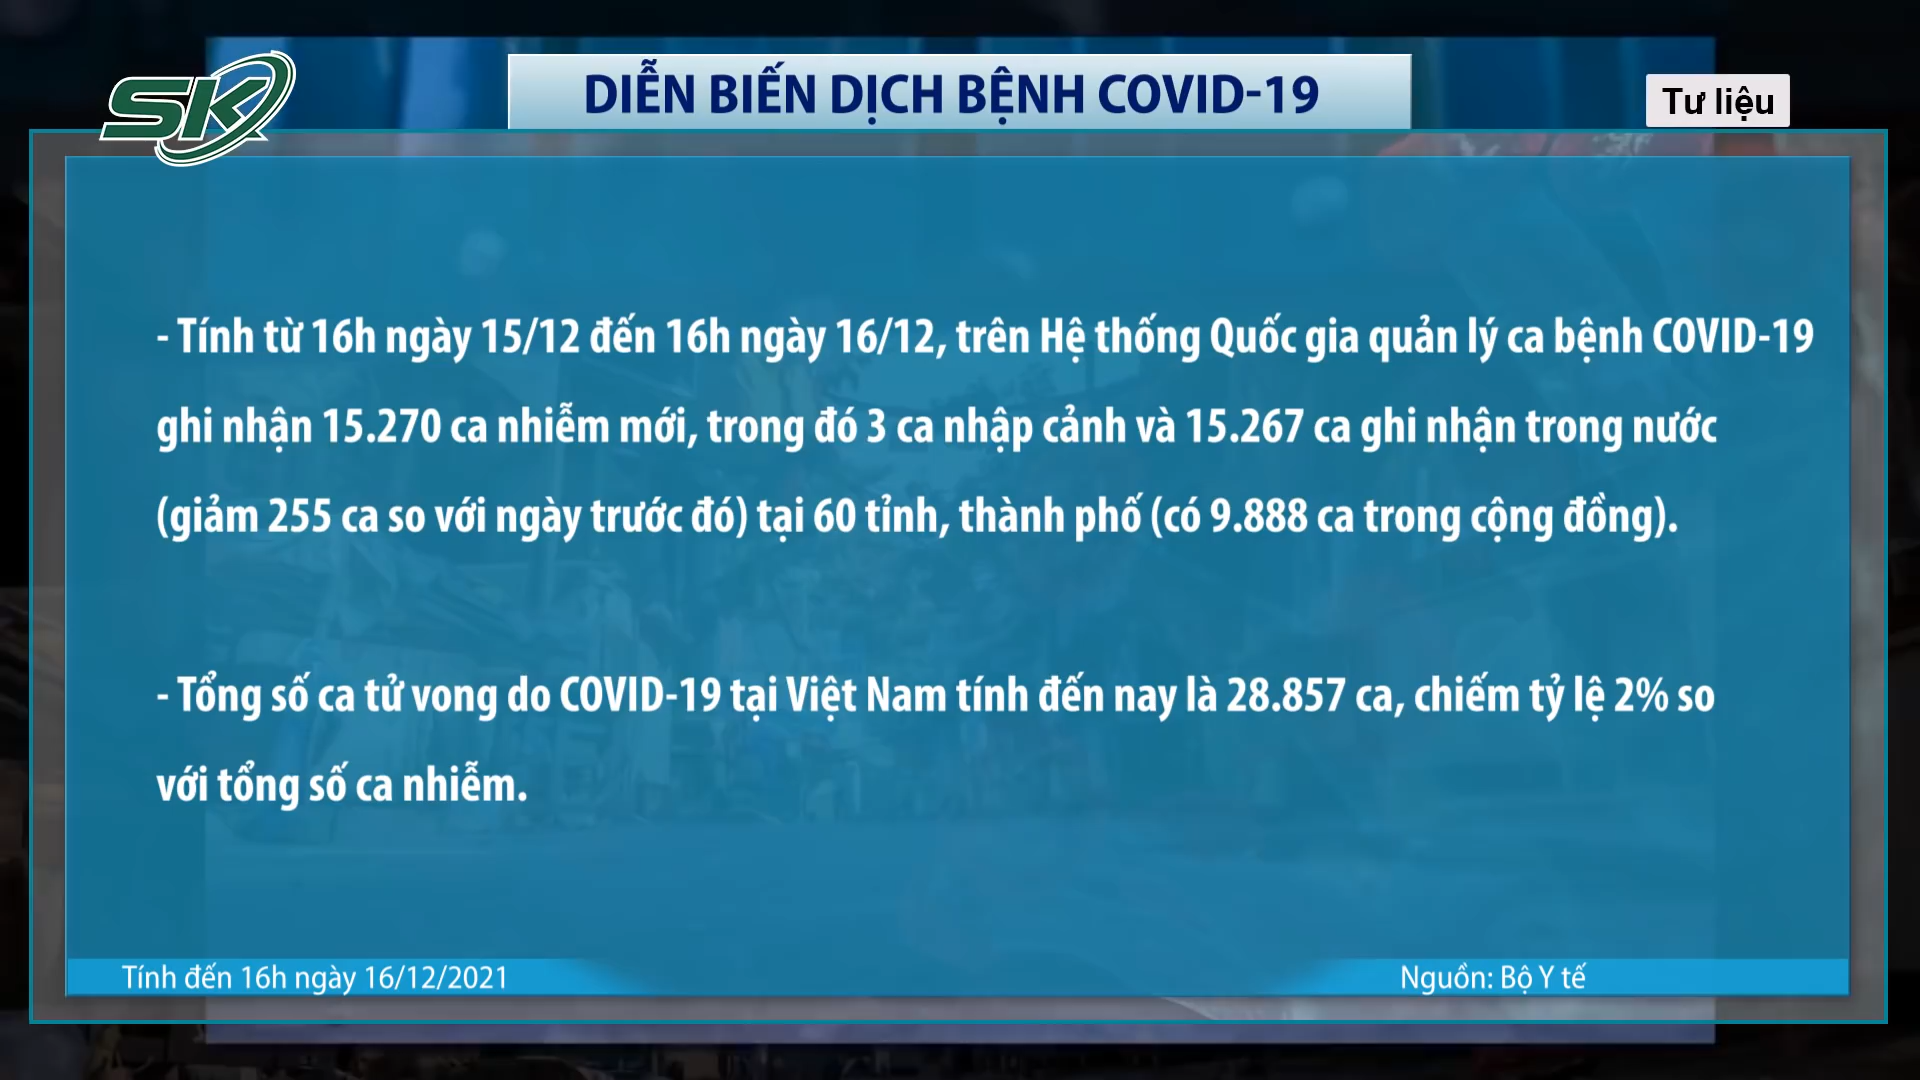 SK
DIỄN BIẾN DỊCH BỆNH COVID-19
Tư liệu
- Tính từ 16h ngày 15/12 đến 16h ngày 16/12, trên Hệ thống Quốc gia quản lý ca bệnh COVID-19
ghi nhận 15.270 ca nhiễm mới, trong đó 3 ca nhập cảnh và 15.267 ca ghi nhận trong nước
(giảm 255 ca so với ngày trước đó) tại 60 tỉnh, thành phố (có 9.888 ca trong cộng đồng).
- Tổng số ca tử vong do COVID-19 tại Việt Nam tính đến nay là 28.857 ca, chiếm tỷ lệ 2% so
với tổng số ca nhiễm.
Tính đến 16h ngày 16/12/2021
Nguồn: Bộ Y tế